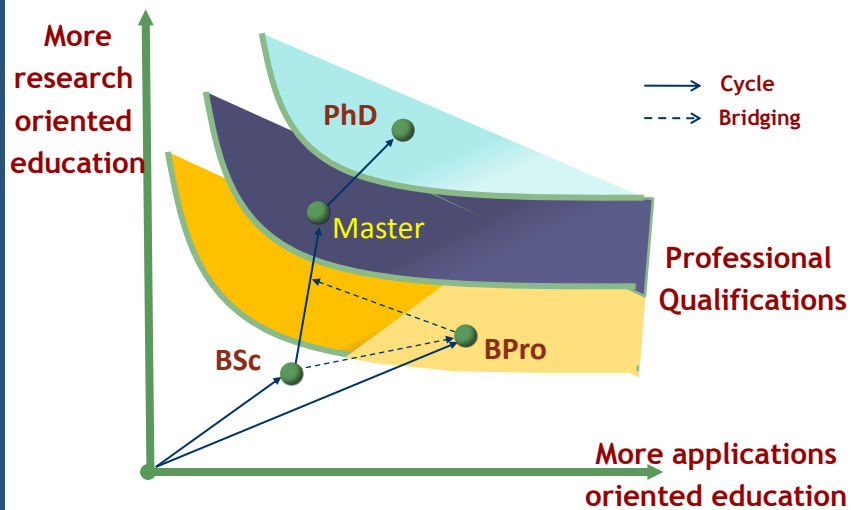 More
research
oriented
education
PhD
Cycle
Bridging
Master
Professional
Qualifications
BSc
BPro
More applications
oriented education